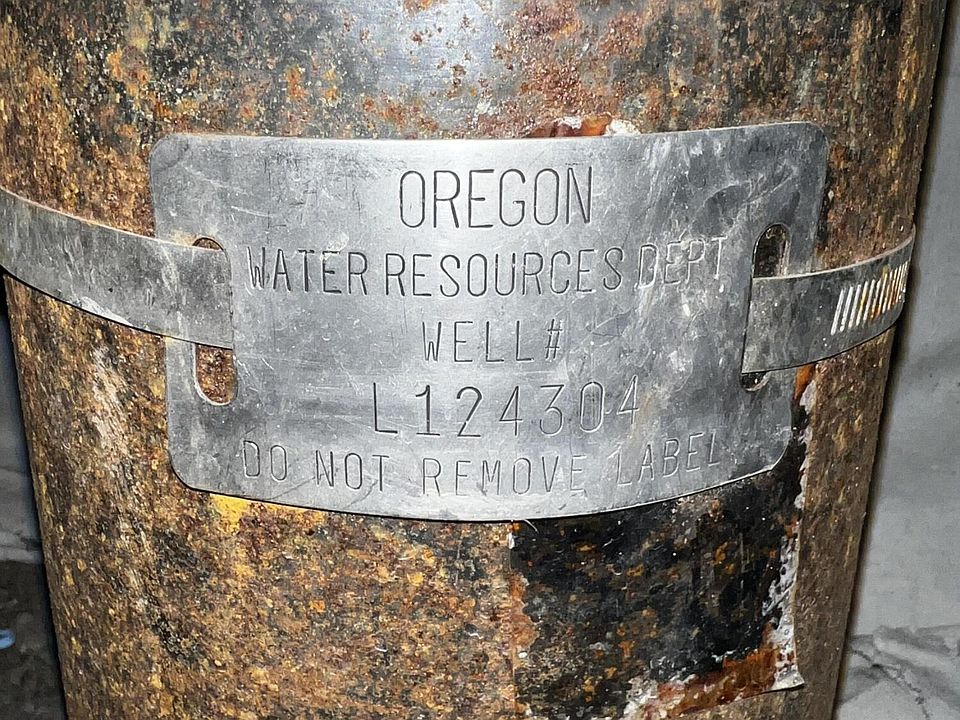 OREGON
WATER RESOURCES DEPT
WELL#
L124304
DO NOT REMOVE LABEL